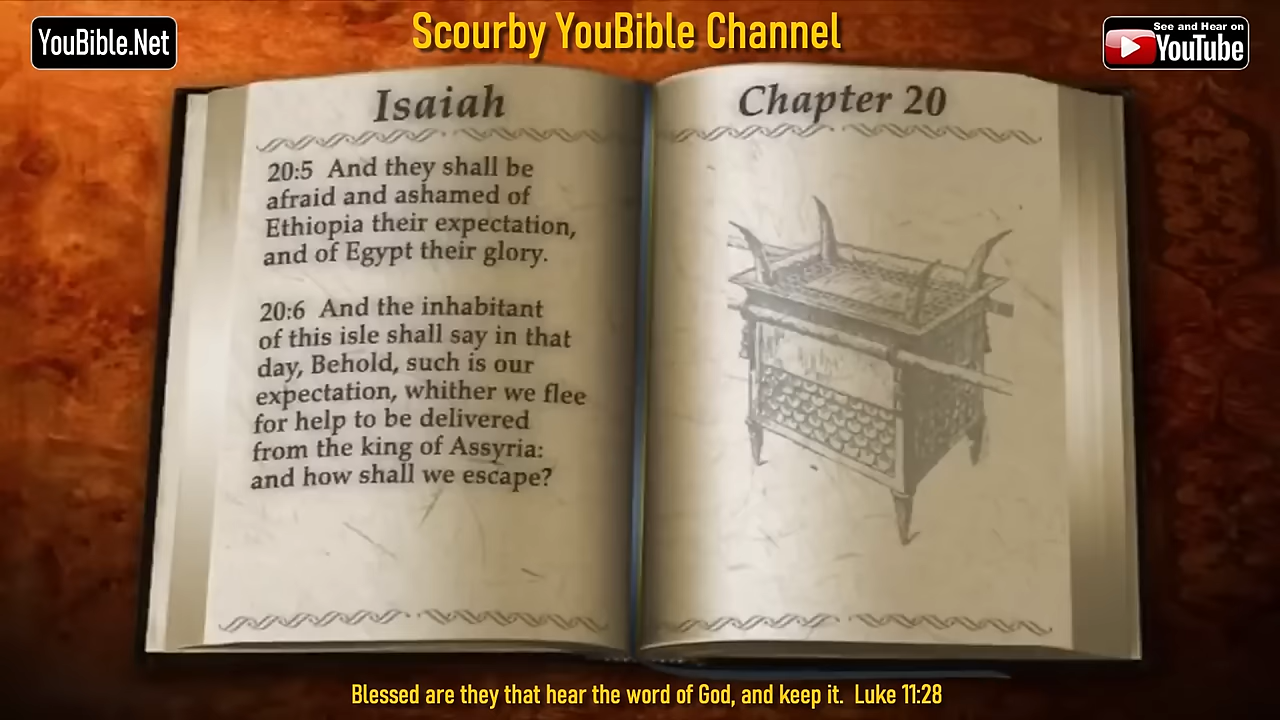 YouBible.Net
Scourby YouBible Channel
See and Hear on
YouTube
Isaiah
Chapter 20
20:5 And they shall be
afraid and ashamed of
Ethiopia their expectation,
and of Egypt their glory.
20:6 And the inhabitant
of this isle shall say in that
day, Behold, such is our
expectation, whither we flee
for help to be delivered
from the king of Assyria:
and how shall we escape?
Blessed are they that hear the word of God, and keep it. Luke 11:28